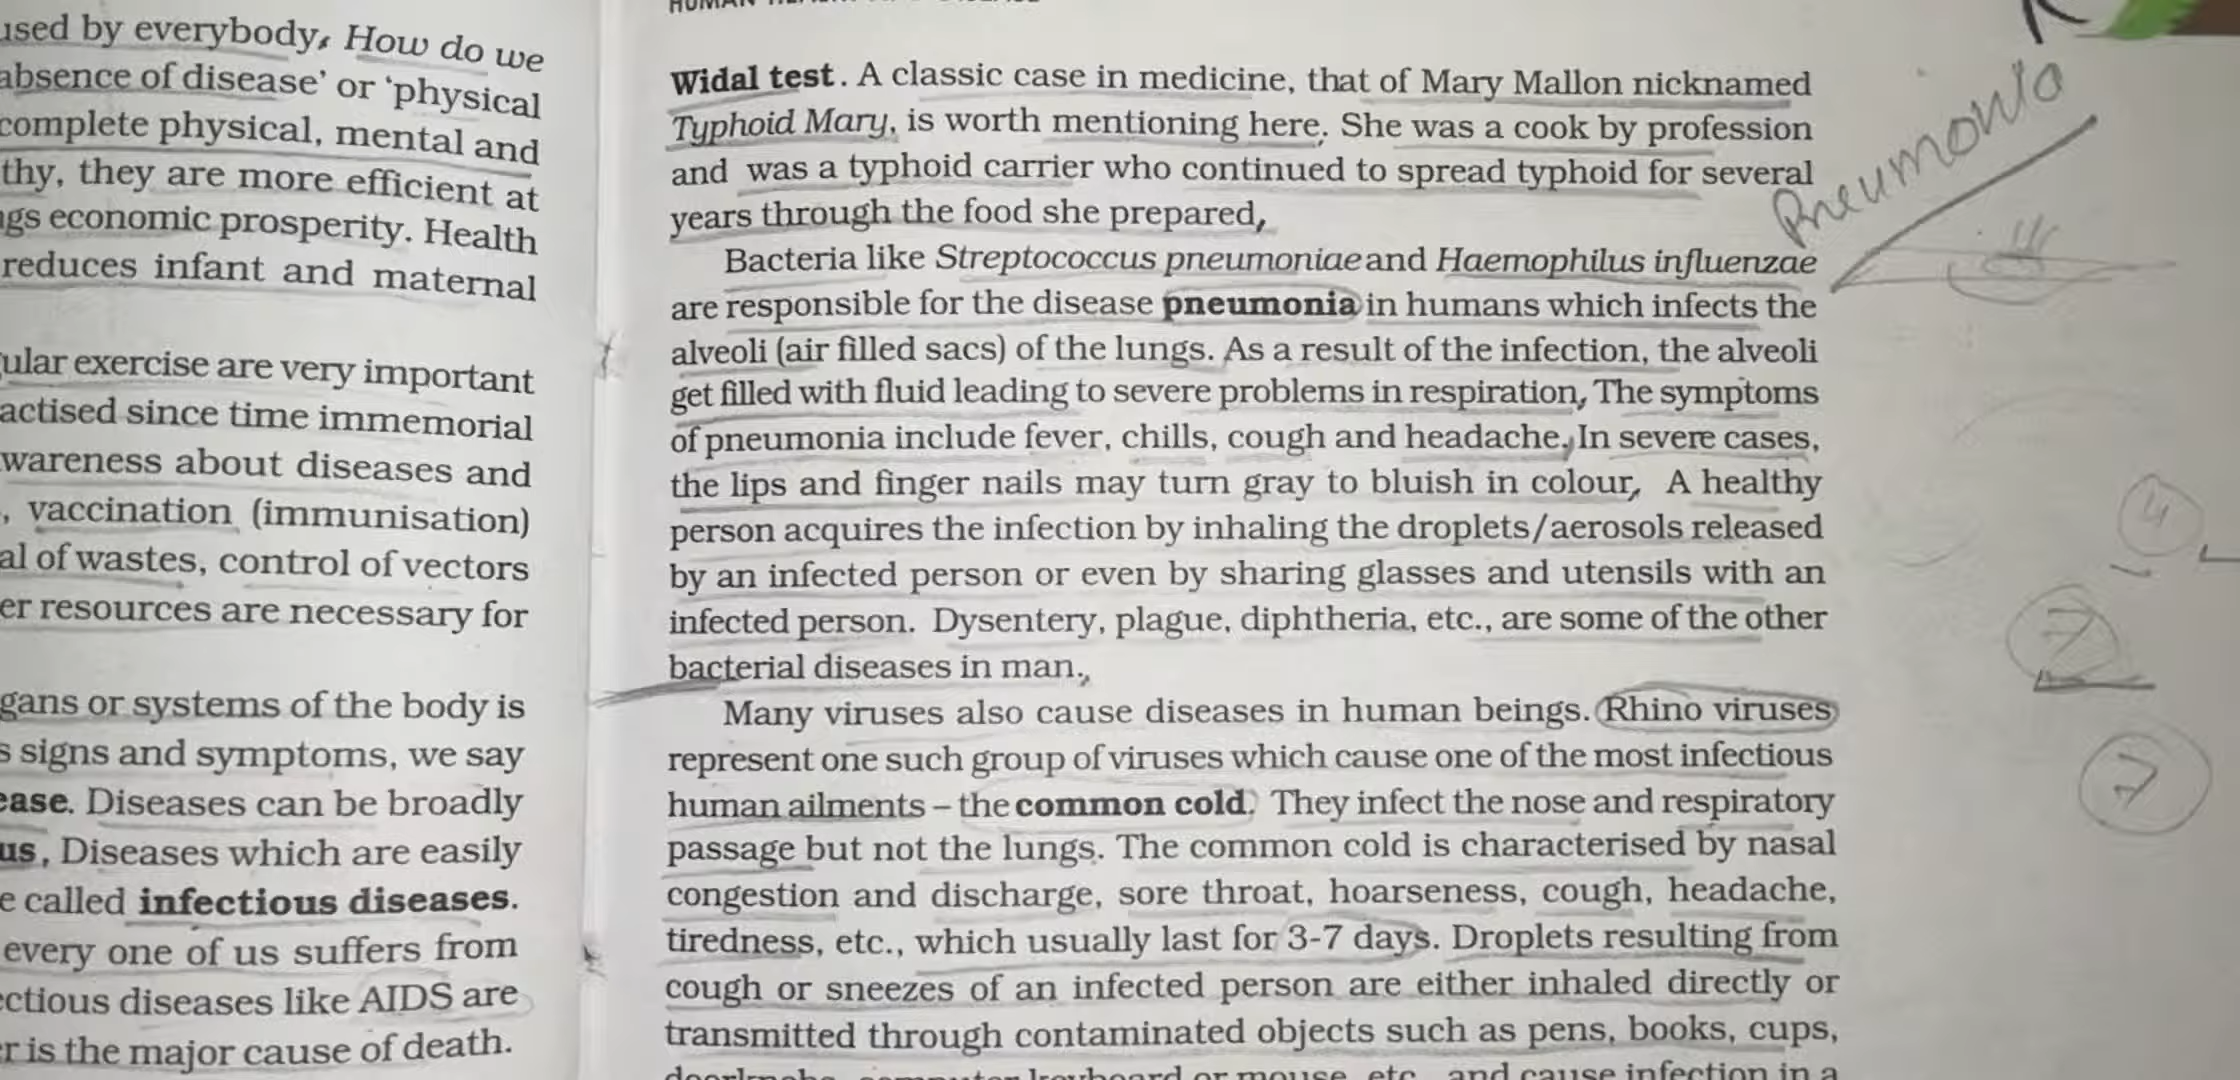 used by everybody, How do we
absence of disease’ or ‘physical
complete physical, mental and
thy, they are more efficient at
gs economic prosperity. Health
reduces infant and maternal
ular exercise are very important
actised since time immemorial
wareness about diseases and
, vaccination (immunisation)
al of wastes, control of vectors
er resources are necessary for
gans or systems of the body is
s signs and symptoms, we say
ease. Diseases can be broadly
us, Diseases which are easily
e called infectious diseases.
every one of us suffers from
ectious diseases like AIDS are
r is the major cause of death.
Widal test. A classic case in medicine, that of Mary Mallon nicknamed
Typhoid Mary, is worth mentioning here. She was a cook by profession
and was a typhoid carrier who continued to spread typhoid for several
years through the food she prepared,
Bacteria like Streptococcus pneumoniae and Haemophilus influenzae
are responsible for the disease pneumonia in humans which infects the
alveoli (air filled sacs) of the lungs. As a result of the infection, the alveoli
get filled with fluid leading to severe problems in respiration, The symptoms
of pneumonia include fever, chills, cough and headache, In severe cases,
the lips and finger nails may turn gray to bluish in colour, A healthy
person acquires the infection by inhaling the droplets/aerosols released
by an infected person or even by sharing glasses and utensils with an
infected person. Dysentery, plague, diphtheria, etc., are some of the other
bacterial diseases in man.,
Many viruses also cause diseases in human beings. Rhino viruses
represent one such group of viruses which cause one of the most infectious
human ailments – the common cold. They infect the nose and respiratory
passage but not the lungs. The common cold is characterised by nasal
congestion and discharge, sore throat, hoarseness, cough, headache,
tiredness, etc., which usually last for 3-7 days. Droplets resulting from
cough or sneezes of an infected person are either inhaled directly or
transmitted through contaminated objects such as pens, books, cups,
keyboard or mouse, etc., and cause infection in a
Pneumonia
4
7
7